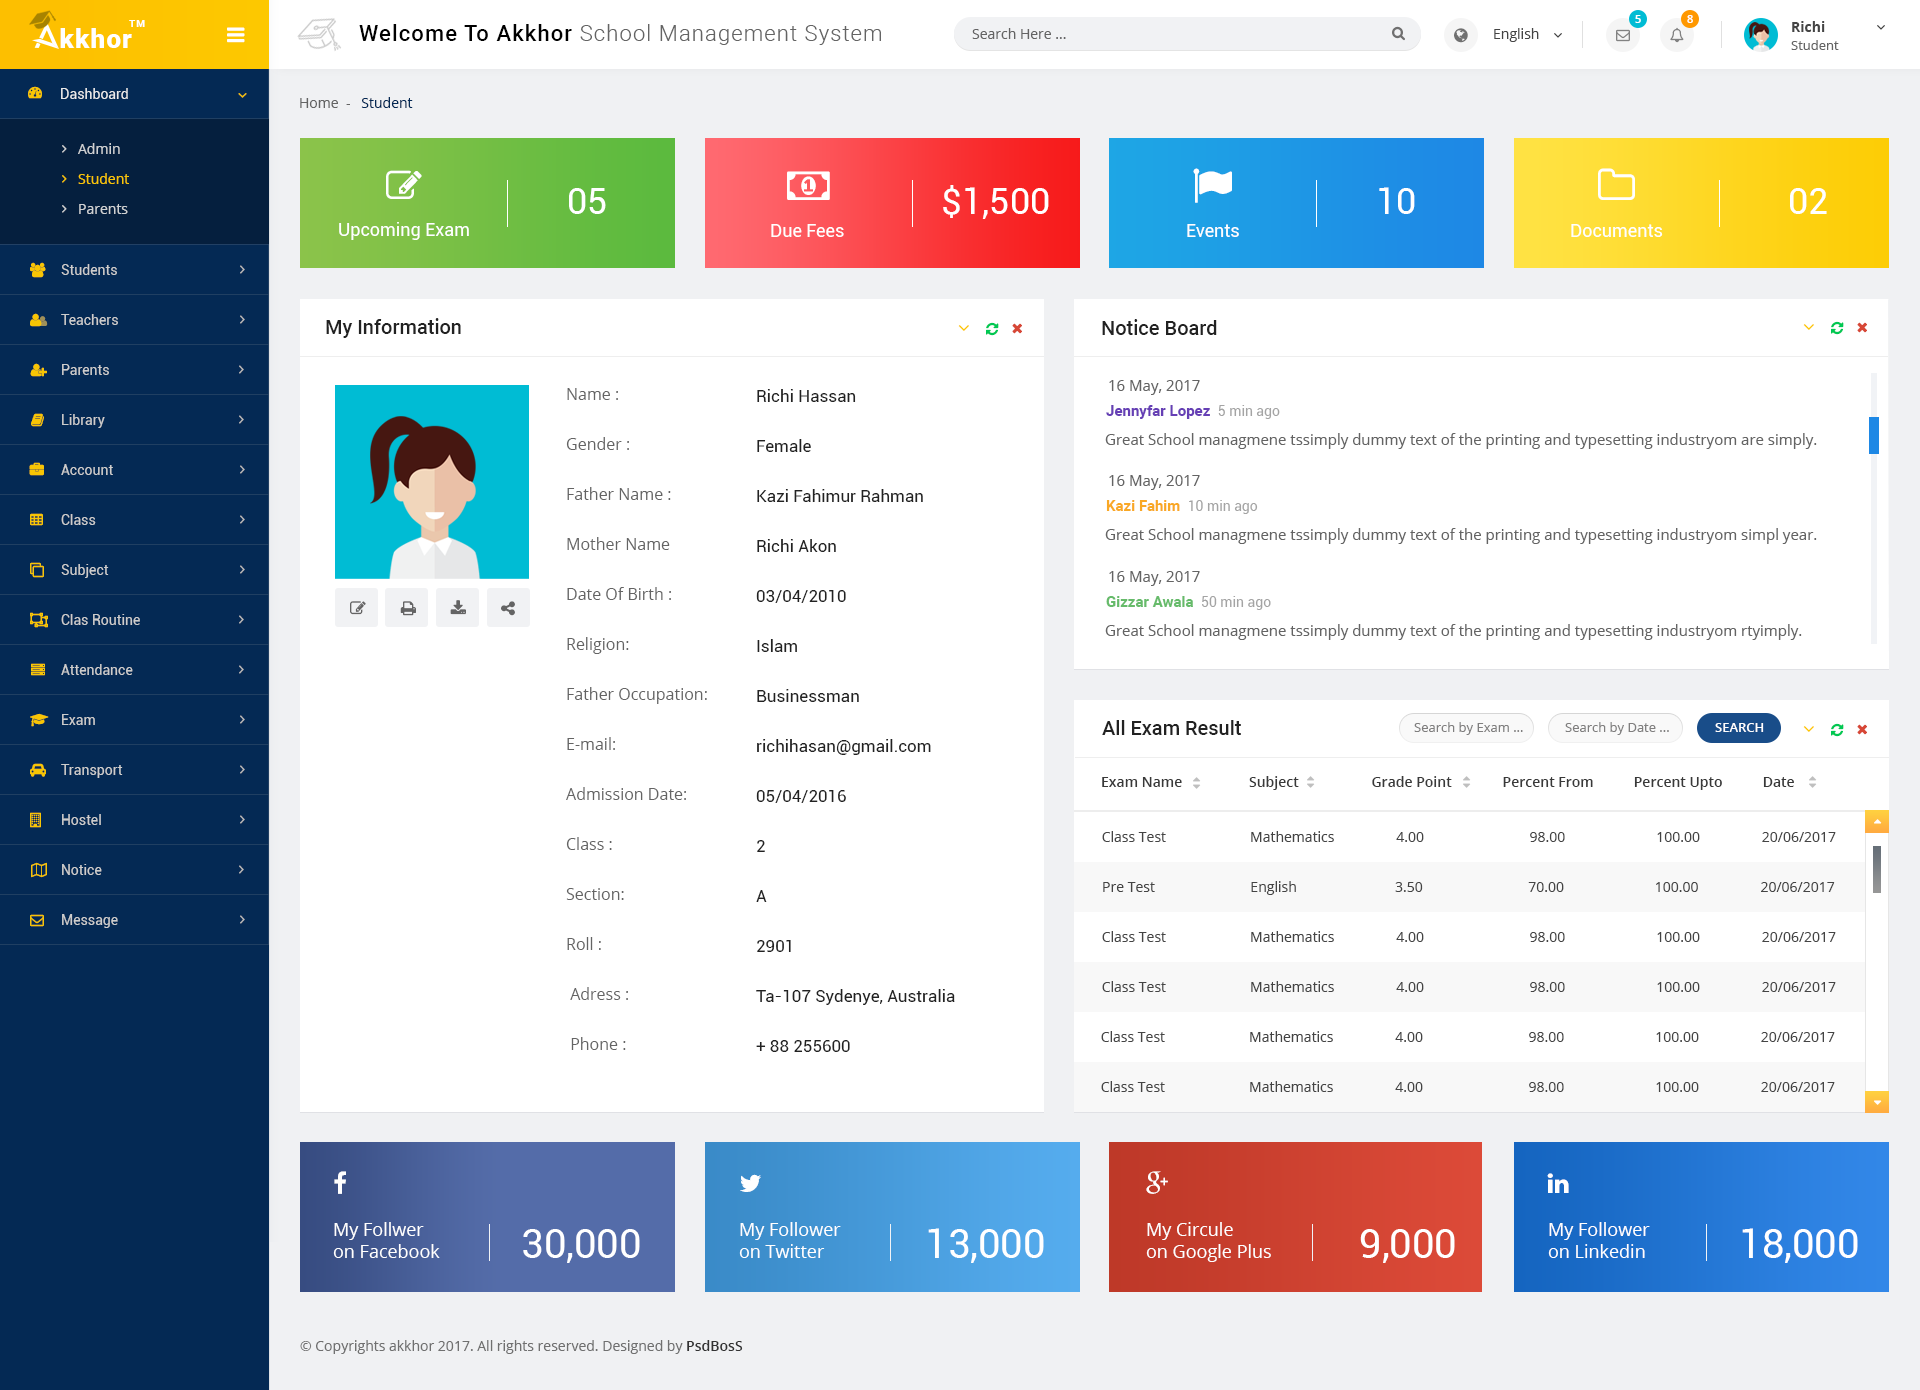 Akkhor™
Welcome To Akkhor School Management System
Search Here ...
English
5
8
Richi
Student
Dashboard
Admin
Student
Parents
Students
Teachers
Parents
Library
Account
Class
Subject
Clas Routine
Attendance
Exam
Transport
Hostel
Notice
Message
Home - Student
Upcoming Exam
05
1
Due Fees
$1,500
Events
10
Documents
02
My Information
Name : Richi Hassan
Gender : Female
Father Name : Kazi Fahimur Rahman
Mother Name Richi Akon
Date Of Birth : 03/04/2010
Religion: Islam
Father Occupation: Businessman
E-mail: richihasan@gmail.com
Admission Date: 05/04/2016
Class : 2
Section: A
Roll : 2901
Adress : Ta-107 Sydenye, Australia
Phone : + 88 255600
Notice Board
16 May, 2017
Jennyfar Lopez 5 min ago
Great School managmene tssimply dummy text of the printing and typesetting industryom are simply.
16 May, 2017
Kazi Fahim 10 min ago
Great School managmene tssimply dummy text of the printing and typesetting industryom simpl year.
16 May, 2017
Gizzar Awala 50 min ago
Great School managmene tssimply dummy text of the printing and typesetting industryom rtyimply.
All Exam Result Search by Exam ... Search by Date ... SEARCH
Exam Name Subject Grade Point Percent From Percent Upto Date
Class Test Mathematics 4.00 98.00 100.00 20/06/2017
Pre Test English 3.50 70.00 100.00 20/06/2017
Class Test Mathematics 4.00 98.00 100.00 20/06/2017
Class Test Mathematics 4.00 98.00 100.00 20/06/2017
Class Test Mathematics 4.00 98.00 100.00 20/06/2017
Class Test Mathematics 4.00 98.00 100.00 20/06/2017
f
My Follwer
on Facebook
30,000
My Follower
on Twitter
13,000
g+
My Circule
on Google Plus
9,000
in
My Follower
on Linkedin
18,000
© Copyrights akkhor 2017. All rights reserved. Designed by PsdBosS